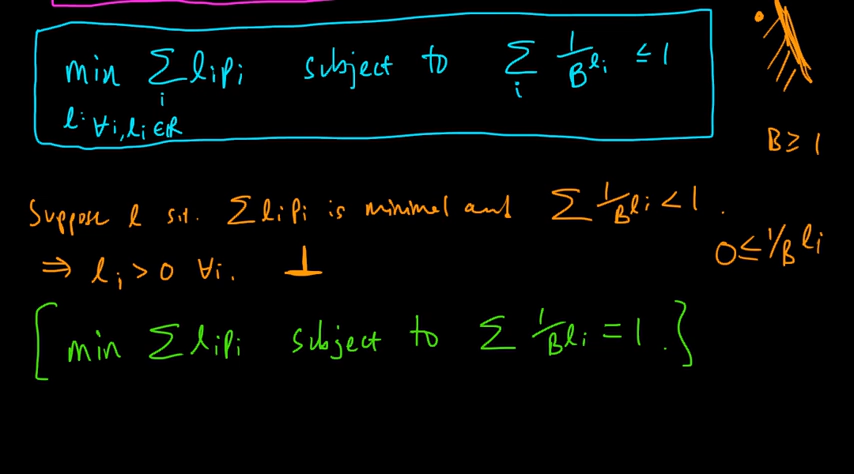 min Σ lᵢpᵢ subject to Σ 1/B^lᵢ ≤ 1
l: ∀i, lᵢ∈ℝ i i
B ≥ 1
Suppose l s.t. Σ lᵢpᵢ is minimal and Σ 1/B^lᵢ < 1.
⇒ lᵢ > 0 ∀i. ⊥
0 ≤ 1/B^lᵢ
[min Σ lᵢpᵢ subject to Σ 1/B^lᵢ = 1.}